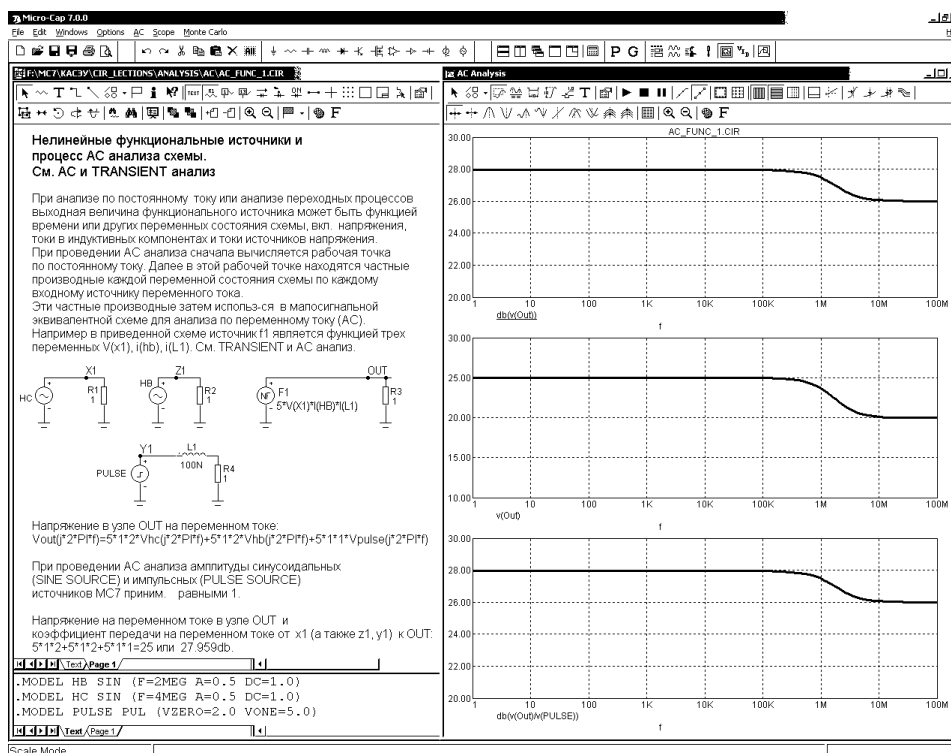 Micro-Cap 7.0.0
File Edit Windows Options AC Scope Monte Carlo
F:\MC7\КАСЭУ\CIR_LECTIONS\ANALYSIS\AC\AC_FUNC_1.CIR
Нелинейные функциональные источники и
процесс АС анализа схемы.
См. AC и TRANSIENT анализ
При анализе по постоянному току или анализе переходных процессов
выходная величина функционального источника может быть функцией
времени или других переменных состояния схемы, вкл. напряжения,
токи в индуктивных компонентах и токи источников напряжения.
При проведении АС анализа сначала вычисляется рабочая точка
по постоянному току. Далее в этой рабочей точке находятся частные
производные каждой переменной состояния схемы по каждому
входному источнику переменного тока.
Эти частные производные затем использ-ся в малосигнальной
эквивалентной схеме для анализа по переменному току (АС).
Например в приведенной схеме источник f1 является функцией трех
переменных V(x1), i(hb), i(L1). См. TRANSIENT и АС анализ.
X1
HC
R1
1
Z1
HB
R2
1
OUT
NF
F1
5*V(X1)*I(HB)*I(L1)
R3
1
Y1
L1
100N
PULSE
R4
1
Напряжение в узле OUT на переменном токе:
Vout(j*2*PI*f)=5*1*2*Vhc(j*2*PI*f)+5*1*2*Vhb(j*2*PI*f)+5*1*1*Vpulse(j*2*PI*f)
При проведении АС анализа амплитуды синусоидальных
(SINE SOURCE) и импульсных (PULSE SOURCE)
источников МС7 приним. равными 1.
Напряжение на переменном токе в узле OUT и
коэффициент передачи на переменном токе от x1 (а также z1, y1) к OUT:
5*1*2+5*1*2+5*1*1=25 или 27.959db.
Text Page 1
.MODEL HB SIN (F=2MEG A=0.5 DC=1.0)
.MODEL HC SIN (F=4MEG A=0.5 DC=1.0)
.MODEL PULSE PUL (VZERO=2.0 VONE=5.0)
Text Page 1
Scale Mode
AC Analysis
AC_FUNC_1.CIR
30.00
28.00
26.00
24.00
22.00
20.00
1 10 100 1K 10K 100K 1M 10M 100M
db(v(Out))
f
30.00
25.00
20.00
15.00
10.00
1 10 100 1K 10K 100K 1M 10M 100M
v(Out)
f
30.00
28.00
26.00
24.00
22.00
20.00
1 10 100 1K 10K 100K 1M 10M 100M
db(v(Out)/v(PULSE))
f